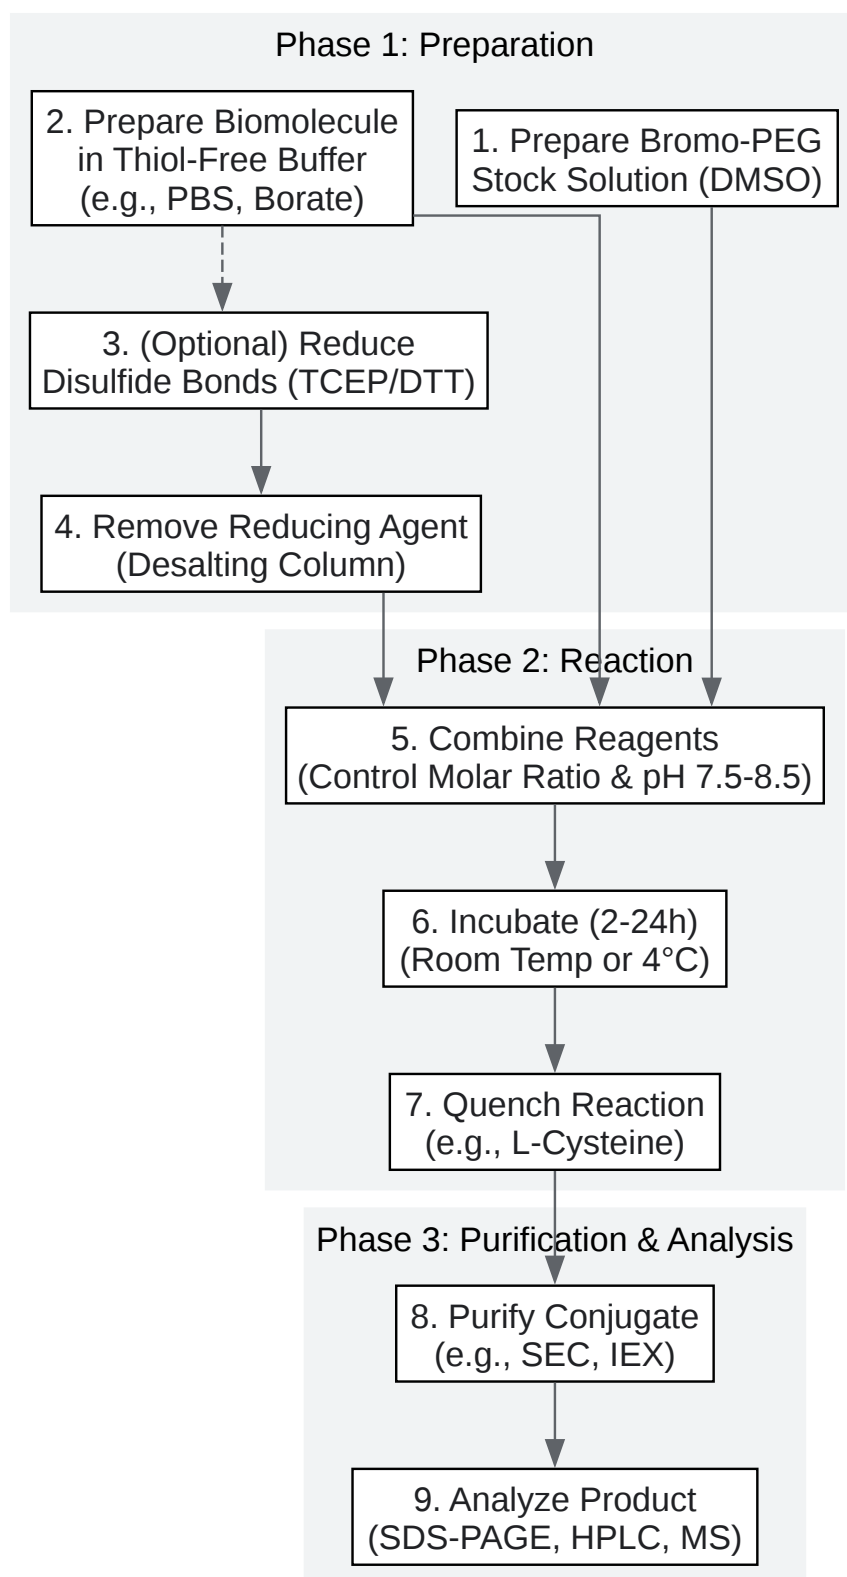 Phase 1: Preparation
2. Prepare Biomolecule
in Thiol-Free Buffer
(e.g., PBS, Borate)
1. Prepare Bromo-PEG
Stock Solution (DMSO)
3. (Optional) Reduce
Disulfide Bonds (TCEP/DTT)
4. Remove Reducing Agent
(Desalting Column)
Phase 2: Reaction
5. Combine Reagents
(Control Molar Ratio & pH 7.5-8.5)
6. Incubate (2-24h)
(Room Temp or 4°C)
7. Quench Reaction
(e.g., L-Cysteine)
Phase 3: Purification & Analysis
8. Purify Conjugate
(e.g., SEC, IEX)
9. Analyze Product
(SDS-PAGE, HPLC, MS)